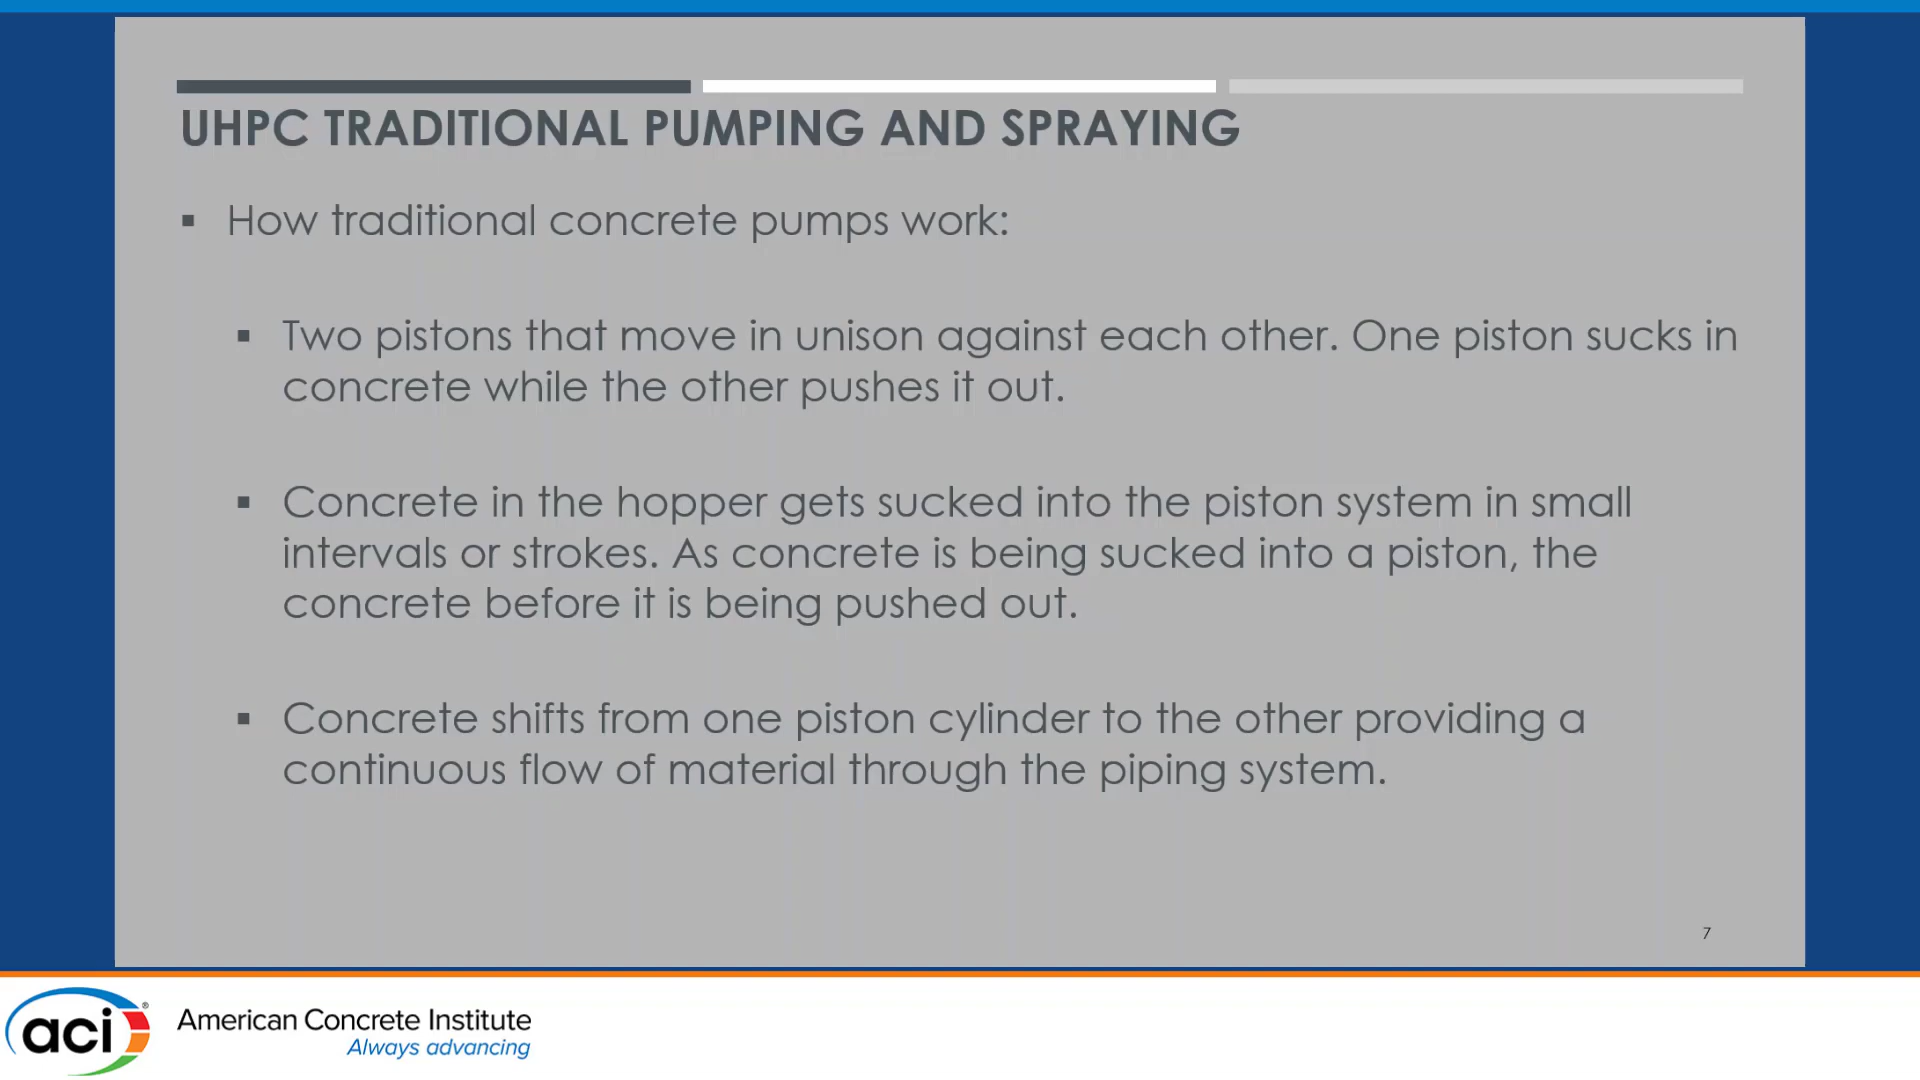 UHPC TRADITIONAL PUMPING AND SPRAYING
▪ How traditional concrete pumps work:
▪ Two pistons that move in unison against each other. One piston sucks in
concrete while the other pushes it out.
▪ Concrete in the hopper gets sucked into the piston system in small
intervals or strokes. As concrete is being sucked into a piston, the
concrete before it is being pushed out.
▪ Concrete shifts from one piston cylinder to the other providing a
continuous flow of material through the piping system.
7
aci®
American Concrete Institute
Always advancing